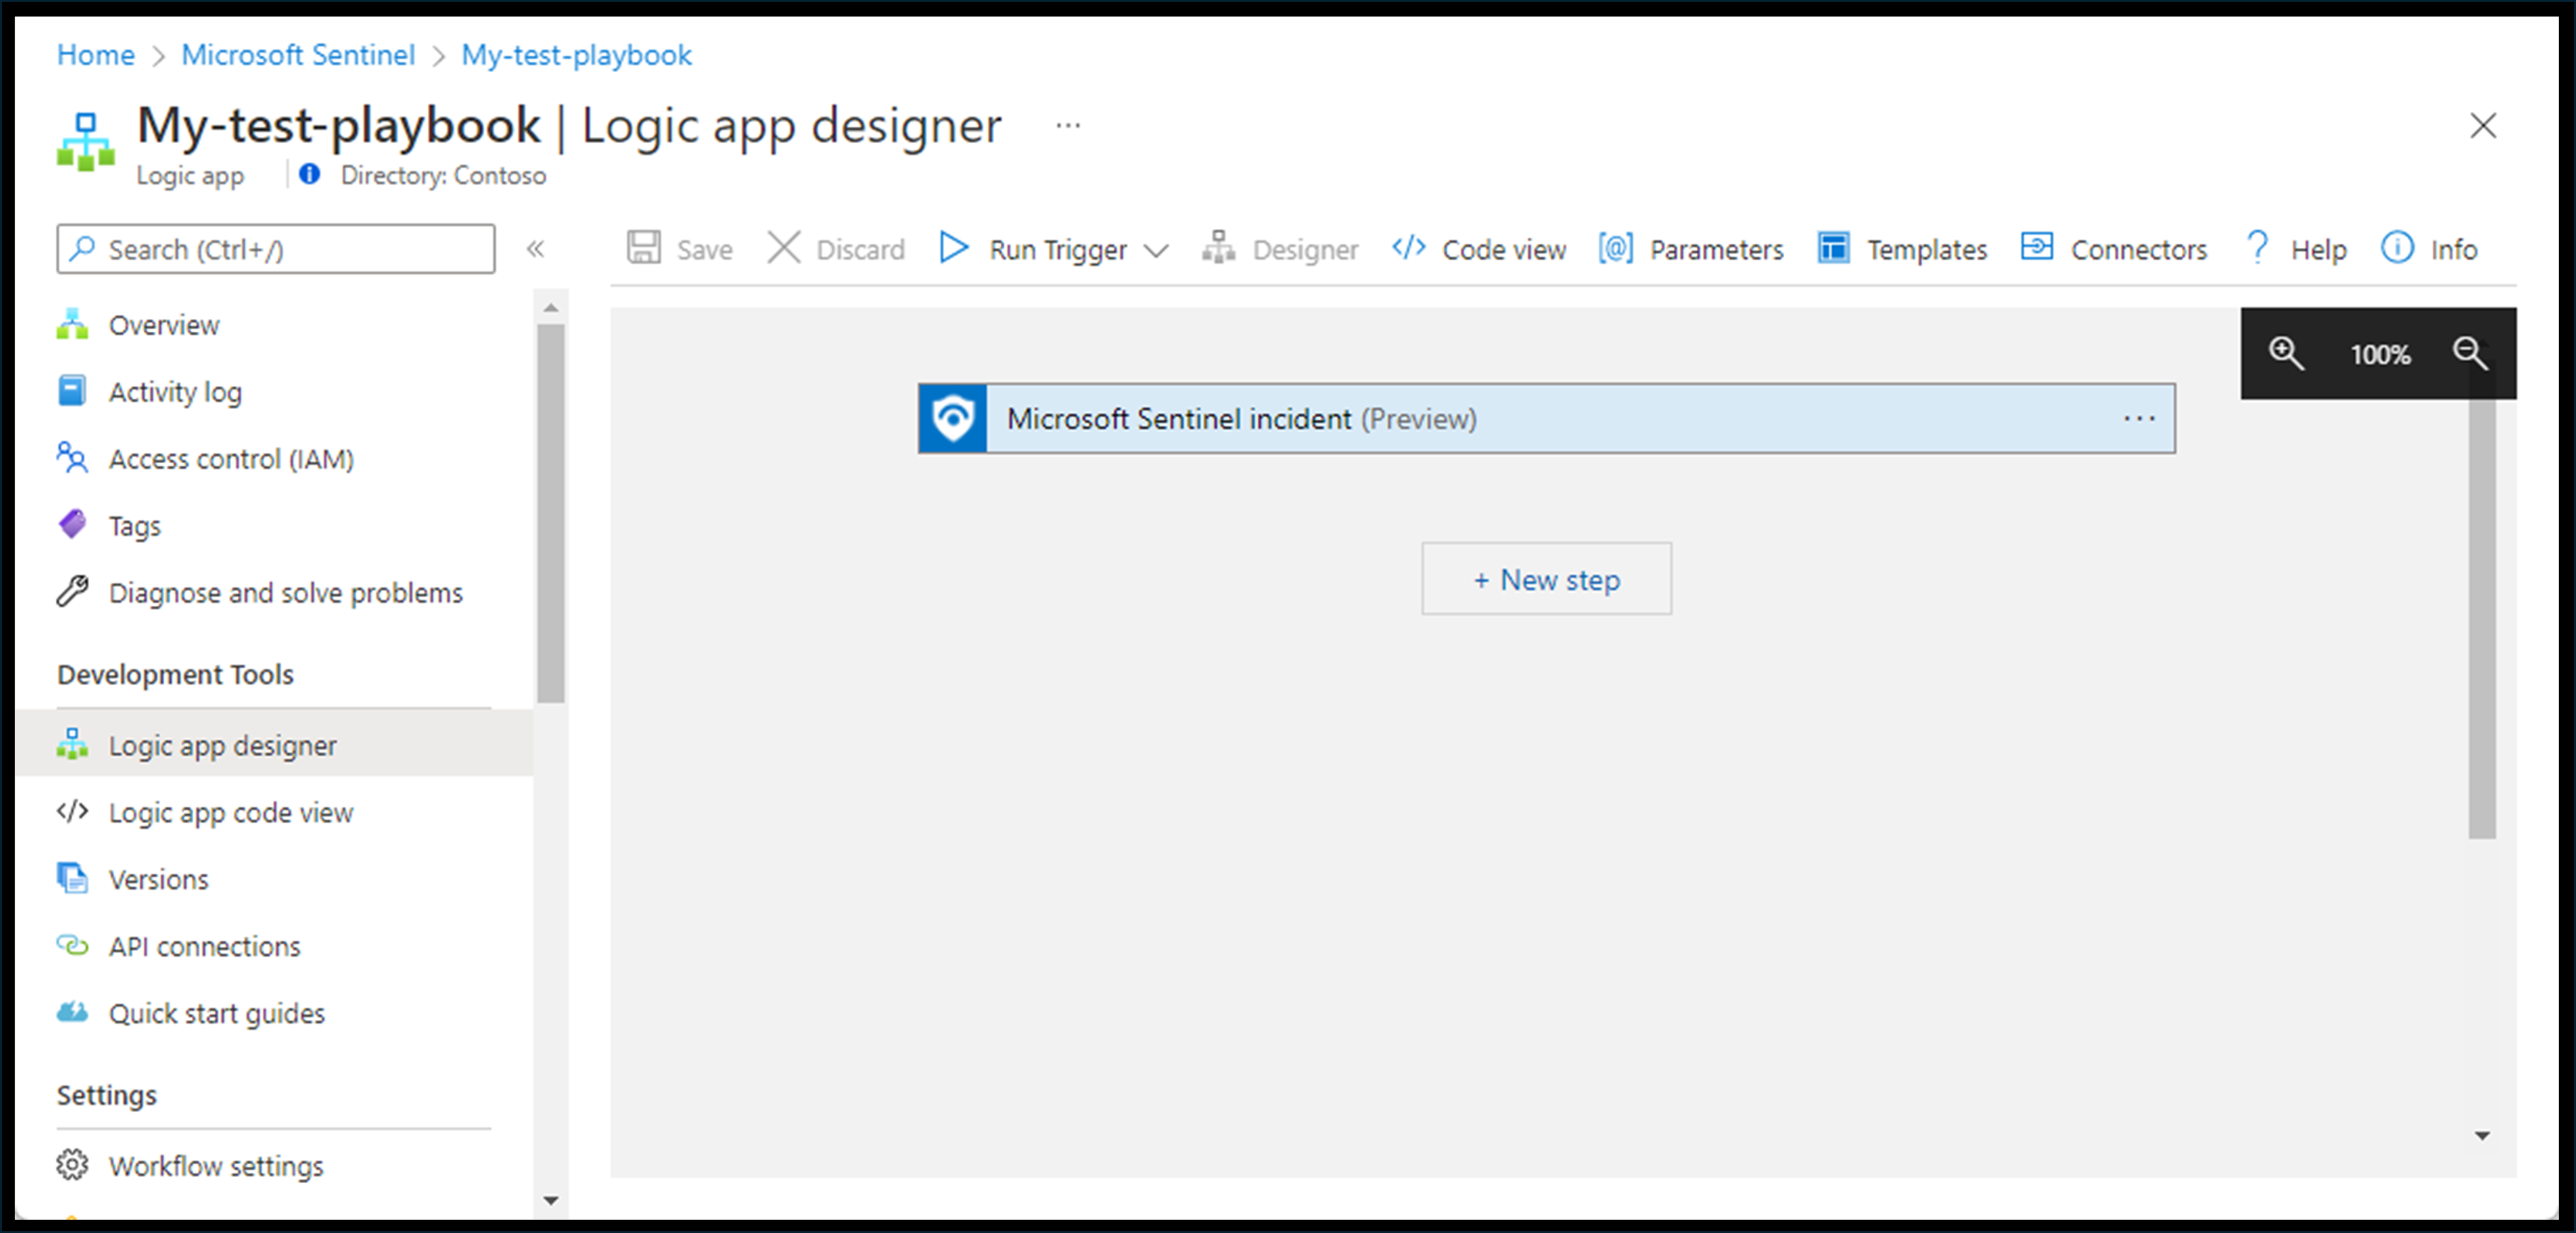 Home > Microsoft Sentinel > My-test-playbook
My-test-playbook | Logic app designer ...
Logic app | Directory: Contoso
Search (Ctrl+/) «
Save Discard Run Trigger Designer </> Code view [@] Parameters Templates Connectors ? Help Info
Overview
Activity log
Access control (IAM)
Tags
Diagnose and solve problems
Development Tools
Logic app designer
</> Logic app code view
Versions
API connections
Quick start guides
Settings
Workflow settings
100%
Microsoft Sentinel incident (Preview) ...
+ New step